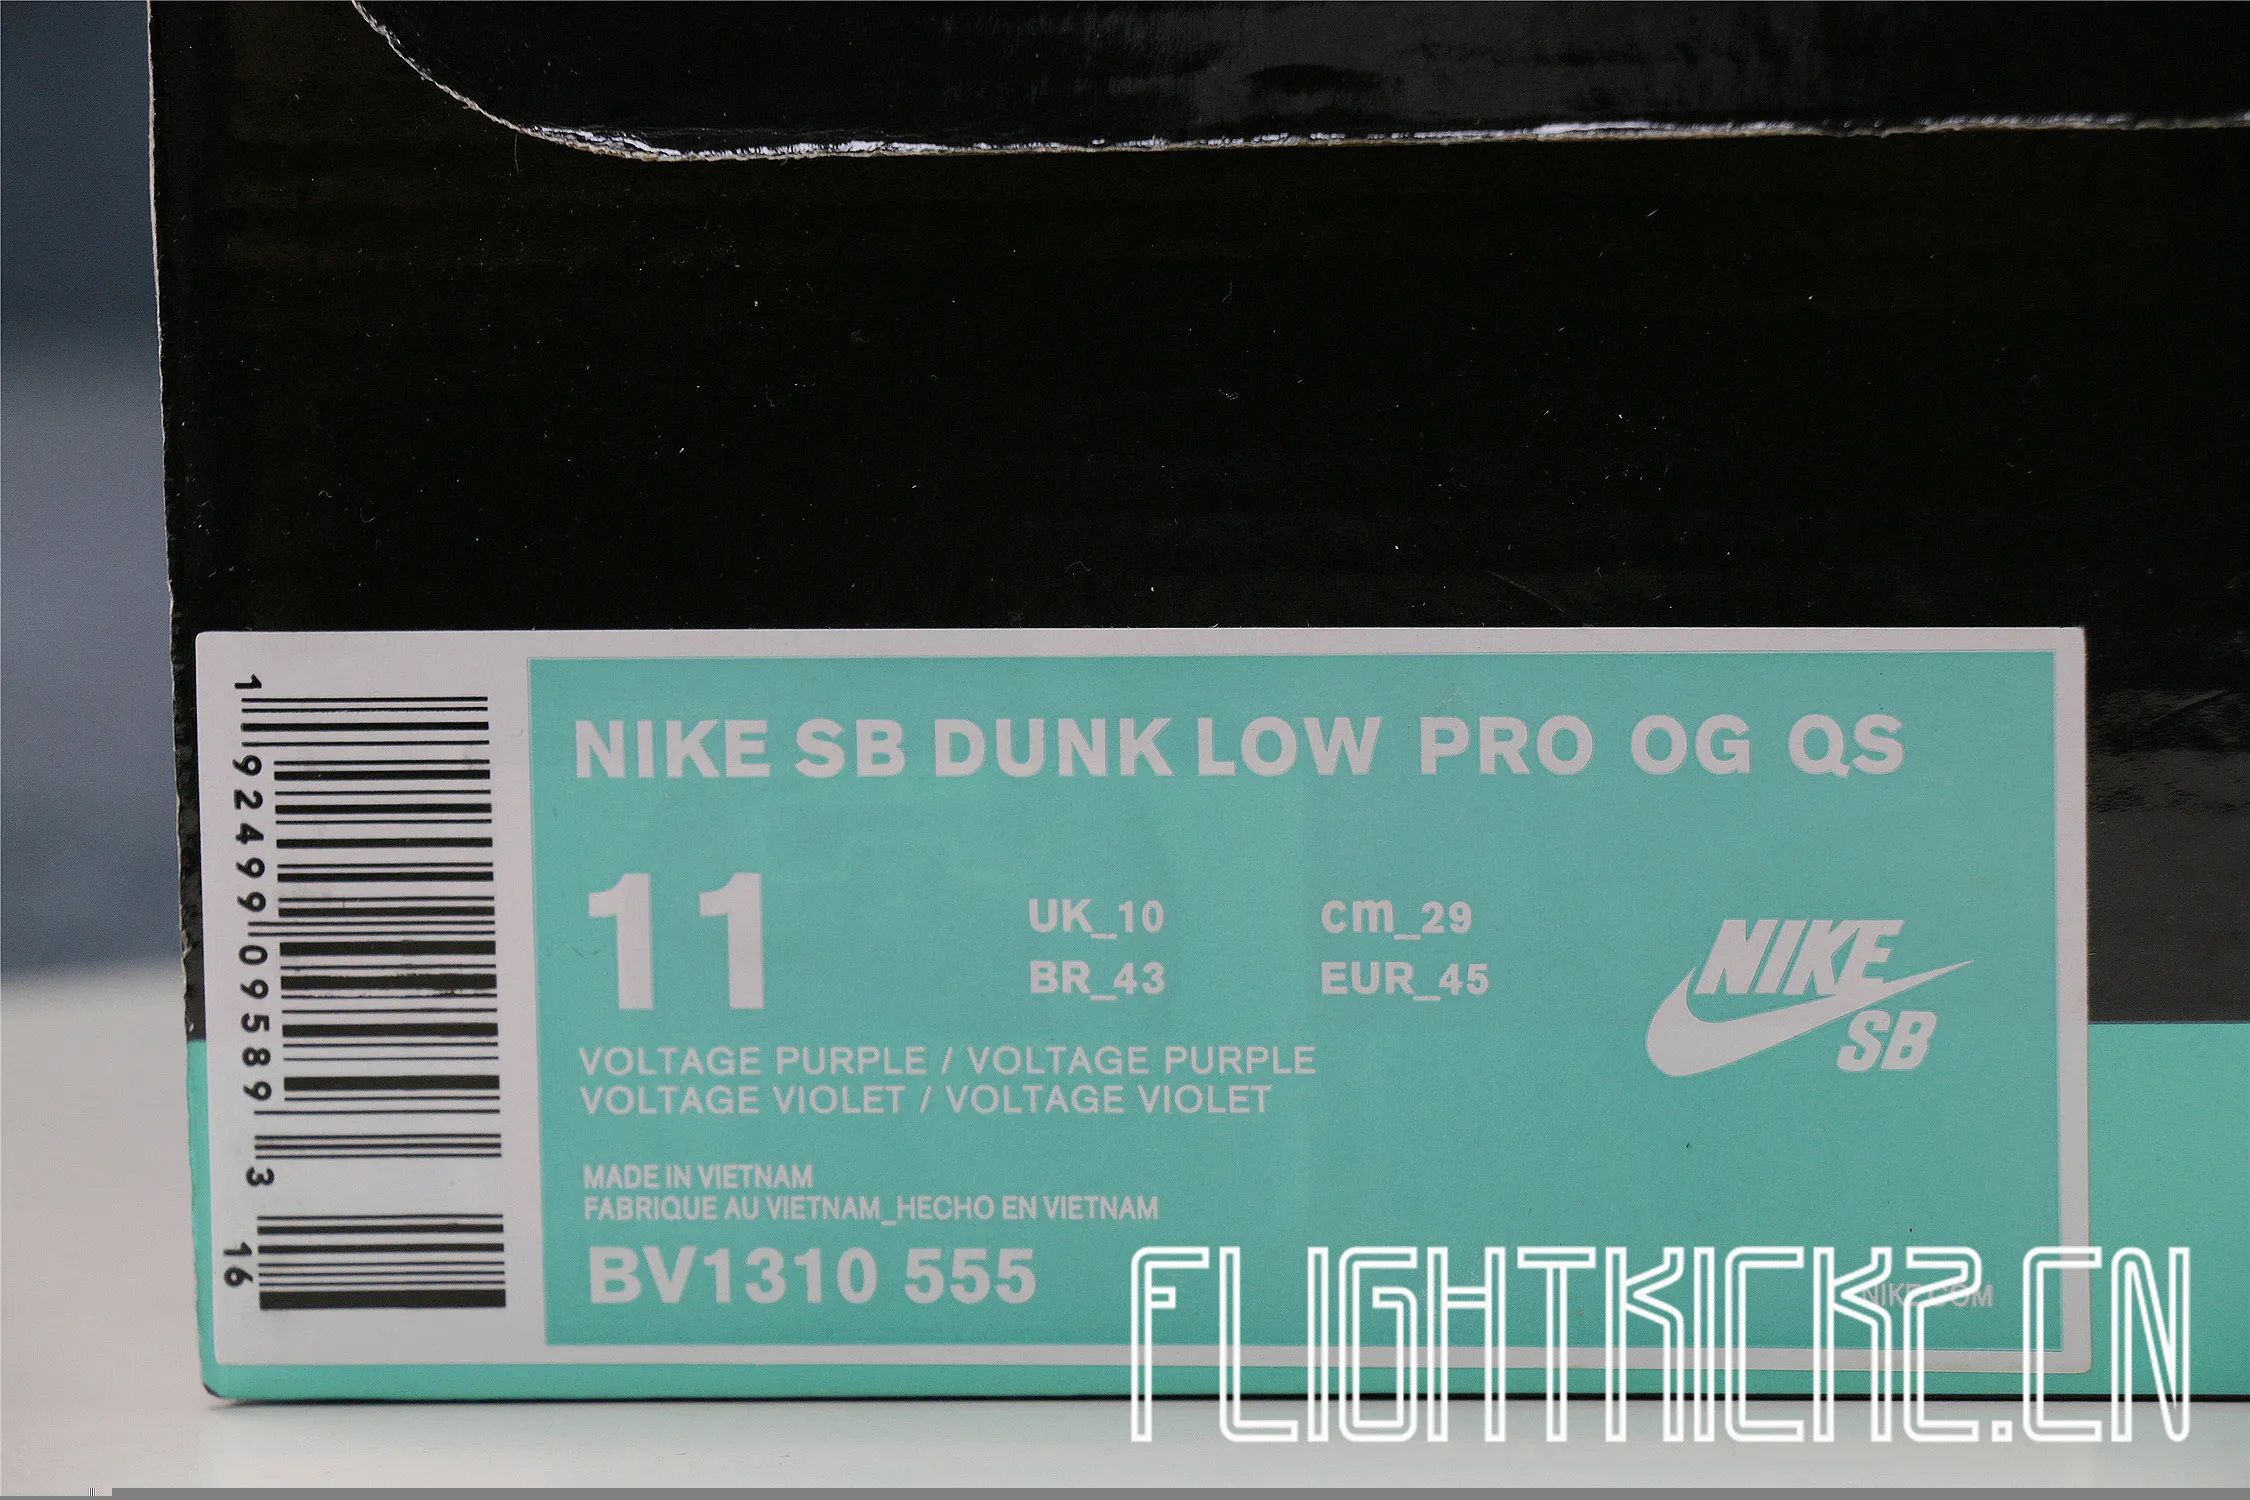 NIKE SB DUNK LOW PRO OG QS
11
UK_10
cm_29
BR_43
EUR_45
NIKE
SB
VOLTAGE PURPLE / VOLTAGE PURPLE
VOLTAGE VIOLET / VOLTAGE VIOLET
MADE IN VIETNAM
FABRIQUE AU VIETNAM_HECHO EN VIETNAM
BV1310 555
NIKE.COM
1 92499 09589 3
16
FLIGHTKICKZ.CN